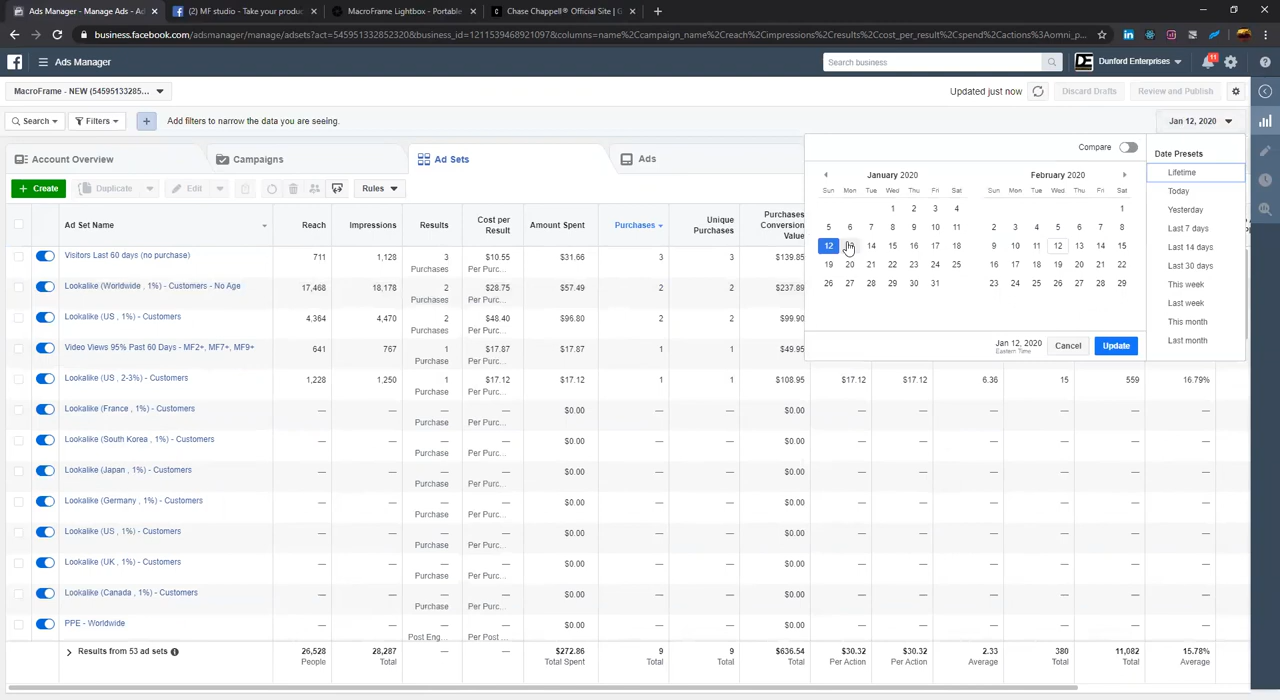 Ads Manager - Manage Ads - Ad
(2) MF studio - Take your produc
MacroFrame Lightbox - Portable
Chase Chappell® Official Site | G
business.facebook.com/adsmanager/manage/adsets?act=545951332852320&business_id=1211539468921097&columns=name%2Ccampaign_name%2Creach%2Cimpressions%2Cresults%2Ccost_per_result%2Cspend%2Cactions%3Aomni_p...
Ads Manager
Search business
Dunford Enterprises
11
MacroFrame - NEW (54595133285...
Updated just now
Discard Drafts
Review and Publish
Search
Filters
Add filters to narrow the data you are seeing.
Jan 12, 2020
Account Overview
Campaigns
Ad Sets
Ads
Create
Duplicate
Edit
Rules
Compare
Date Presets
Lifetime
Today
Yesterday
Last 7 days
Last 14 days
Last 30 days
This week
Last week
This month
Last month
January 2020
Sun Mon Tue Wed Thu Fri Sat
1 2 3 4
5 6 7 8 9 10 11
12 14 15 16 17 18
19 20 21 22 23 24 25
26 27 28 29 30 31
February 2020
Sun Mon Tue Wed Thu Fri Sat
1
2 3 4 5 6 7 8
9 10 11 12 13 14 15
16 17 18 19 20 21 22
23 24 25 26 27 28 29
Jan 12, 2020
Eastern Time
Cancel
Update
Ad Set Name Reach Impressions Results Cost per Result Amount Spent Purchases Unique Purchases Purchases Conversion Value
Visitors Last 60 days (no purchase) 711 1,128 3 $10.55 $31.66 3 3 $139.85
Purchases Per Purc...
Lookalike (Worldwide , 1%) - Customers - No Age 17,468 18,178 2 $28.75 $57.49 2 2 $237.89
Purchases Per Purc...
Lookalike (US , 1%) - Customers 4,364 4,470 2 $48.40 $96.80 2 2 $99.90
Purchases Per Purc...
Video Views 95% Past 60 Days - MF2+, MF7+, MF9+ 641 767 1 $17.87 $17.87 1 1 $49.95
Purchase Per Purc...
Lookalike (US , 2-3%) - Customers 1,228 1,250 1 $17.12 $17.12 1 1 $108.95 $17.12 $17.12 6.36 15 559 16.79%
Purchase Per Purc...
Lookalike (France , 1%) - Customers — — — — $0.00 — — $0.00 — — — — — —
Purchase Per Purc...
Lookalike (South Korea , 1%) - Customers — — — — $0.00 — — $0.00 — — — — — —
Purchase Per Purc...
Lookalike (Japan , 1%) - Customers — — — — $0.00 — — $0.00 — — — — — —
Purchase Per Purc...
Lookalike (Germany , 1%) - Customers — — — — $0.00 — — $0.00 — — — — — —
Purchase Per Purc...
Lookalike (US , 1%) - Customers — — — — $0.00 — — $0.00 — — — — — —
Purchase Per Purc...
Lookalike (UK , 1%) - Customers — — — — $0.00 — — $0.00 — — — — — —
Purchase Per Purc...
Lookalike (Canada , 1%) - Customers — — — — $0.00 — — $0.00 — — — — — —
Purchase Per Purc...
PPE - Worldwide — — — — $0.00 — — $0.00 — — — — — —
Post Eng... Per Post ...
Results from 53 ad sets 26,528 28,287 — — $272.86 9 9 $636.54 $30.32 $30.32 2.33 380 11,082 15.78%
People Total Total Spent Total Total Total Per Action Per Action Average Total Total Average